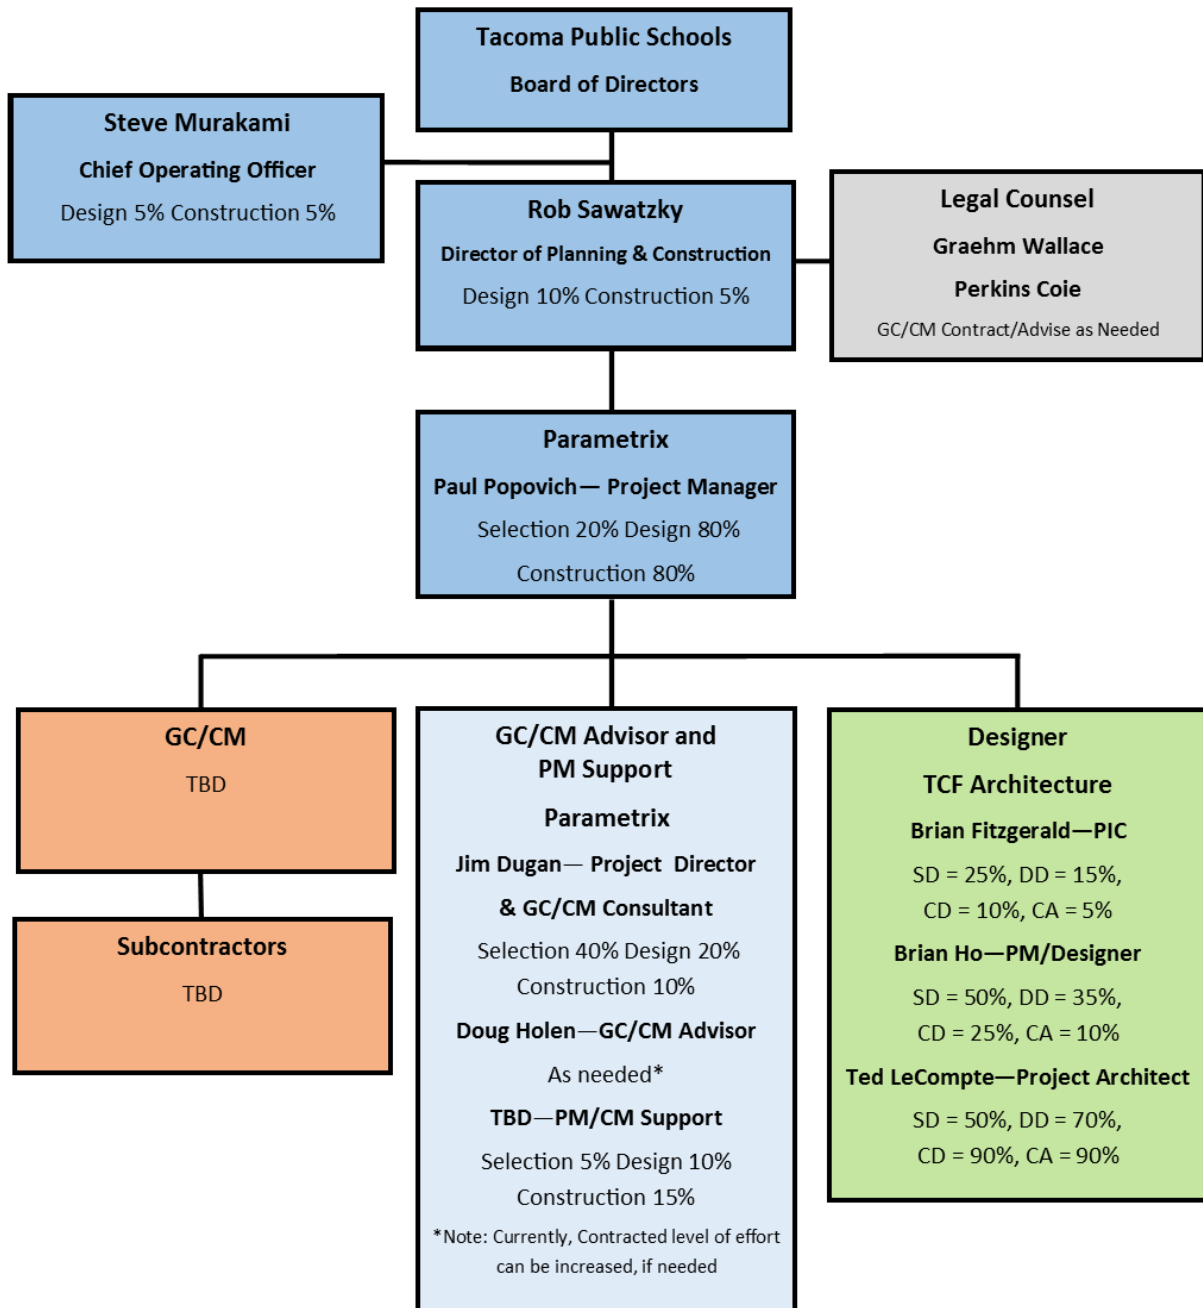 Tacoma Public Schools
Board of Directors
Steve Murakami
Chief Operating Officer
Design 5% Construction 5%
Rob Sawatzky
Director of Planning & Construction
Design 10% Construction 5%
Legal Counsel
Graehm Wallace
Perkins Coie
GC/CM Contract/Advise as Needed
Parametrix
Paul Popovich— Project Manager
Selection 20% Design 80%
Construction 80%
GC/CM
TBD
Subcontractors
TBD
GC/CM Advisor and
PM Support
Parametrix
Jim Dugan— Project Director
& GC/CM Consultant
Selection 40% Design 20%
Construction 10%
Doug Holen—GC/CM Advisor
As needed*
TBD—PM/CM Support
Selection 5% Design 10%
Construction 15%
*Note: Currently, Contracted level of effort
can be increased, if needed
Designer
TCF Architecture
Brian Fitzgerald—PIC
SD = 25%, DD = 15%,
CD = 10%, CA = 5%
Brian Ho—PM/Designer
SD = 50%, DD = 35%,
CD = 25%, CA = 10%
Ted LeCompte—Project Architect
SD = 50%, DD = 70%,
CD = 90%, CA = 90%